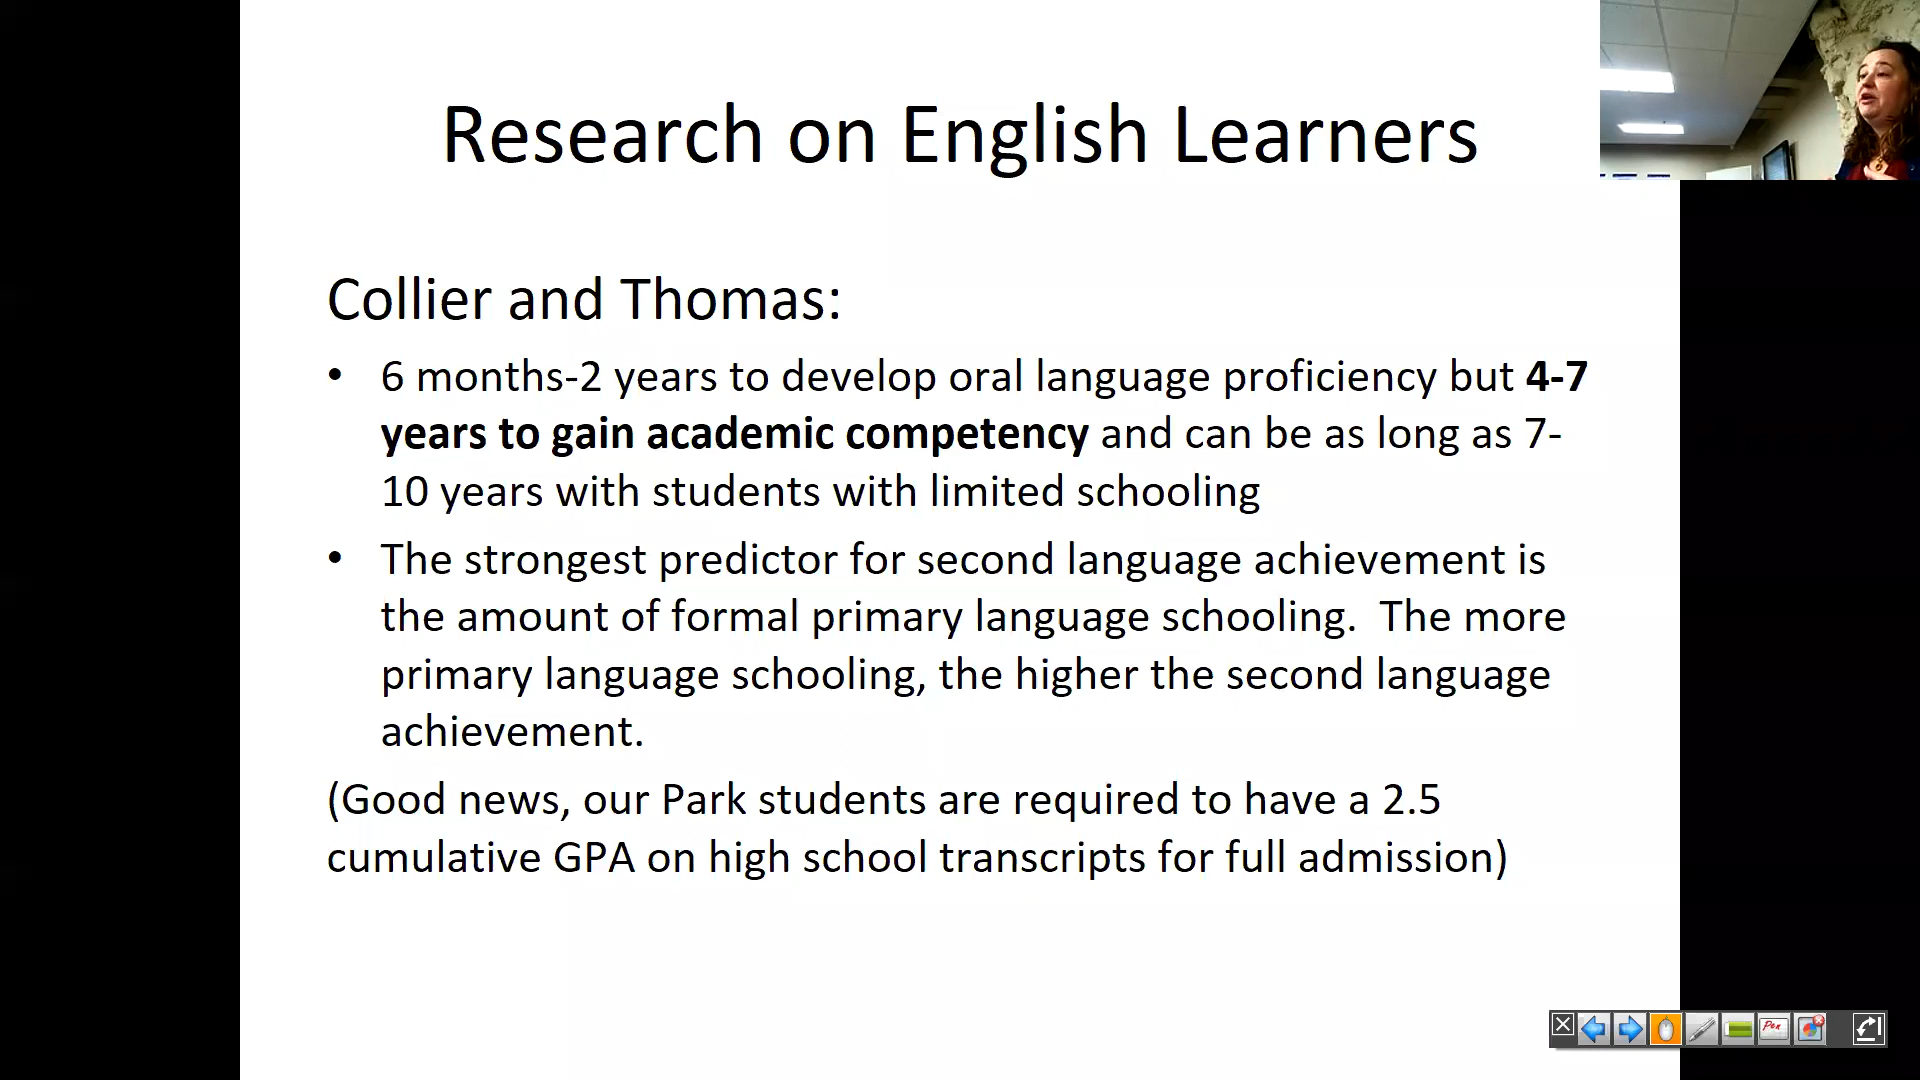 Research on English Learners
Collier and Thomas:
• 6 months-2 years to develop oral language proficiency but 4-7
years to gain academic competency and can be as long as 7-
10 years with students with limited schooling
• The strongest predictor for second language achievement is
the amount of formal primary language schooling.  The more
primary language schooling, the higher the second language
achievement.
(Good news, our Park students are required to have a 2.5
cumulative GPA on high school transcripts for full admission)
Pen